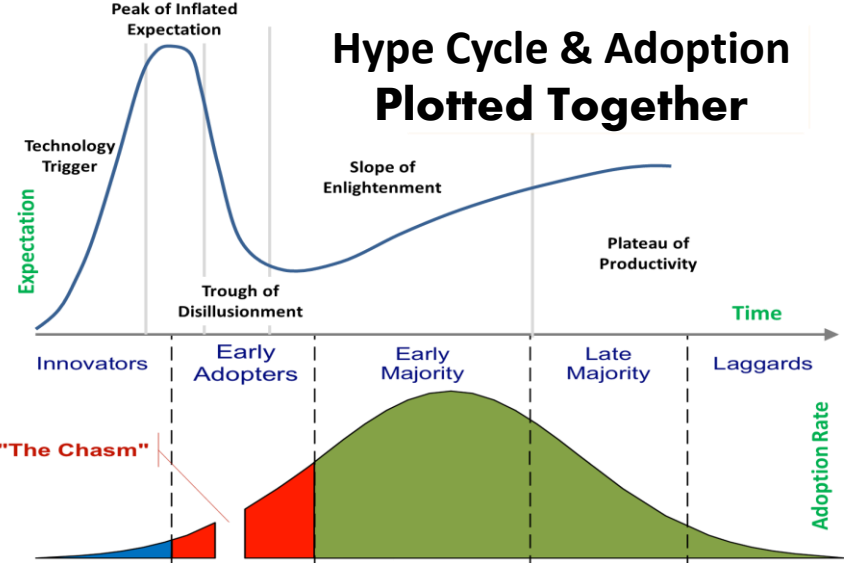 Peak of Inflated
Expectation
Hype Cycle & Adoption
Plotted Together
Technology
Trigger
Slope of
Enlightenment
Expectation
Plateau of
Productivity
Trough of
Disillusionment
Time
Innovators
Early
Adopters
Early
Majority
Late
Majority
Laggards
"The Chasm"
Adoption Rate